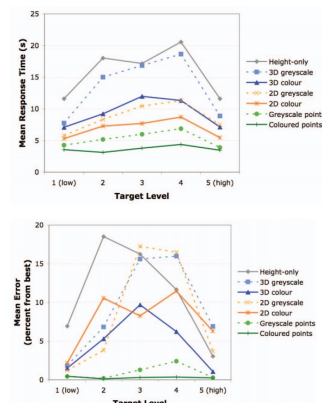 25
20
15
10
5
0
Mean Response Time (s)
1 (low)
2
3
4
5 (high)
Target Level
Height-only
3D greyscale
3D colour
2D greyscale
2D colour
Greyscale points
Coloured points
20
15
10
5
0
Mean Error
(percent from best)
1 (low)
2
3
4
5 (high)
Target Level
Height-only
3D greyscale
3D colour
2D greyscale
2D colour
Greyscale points
Coloured points